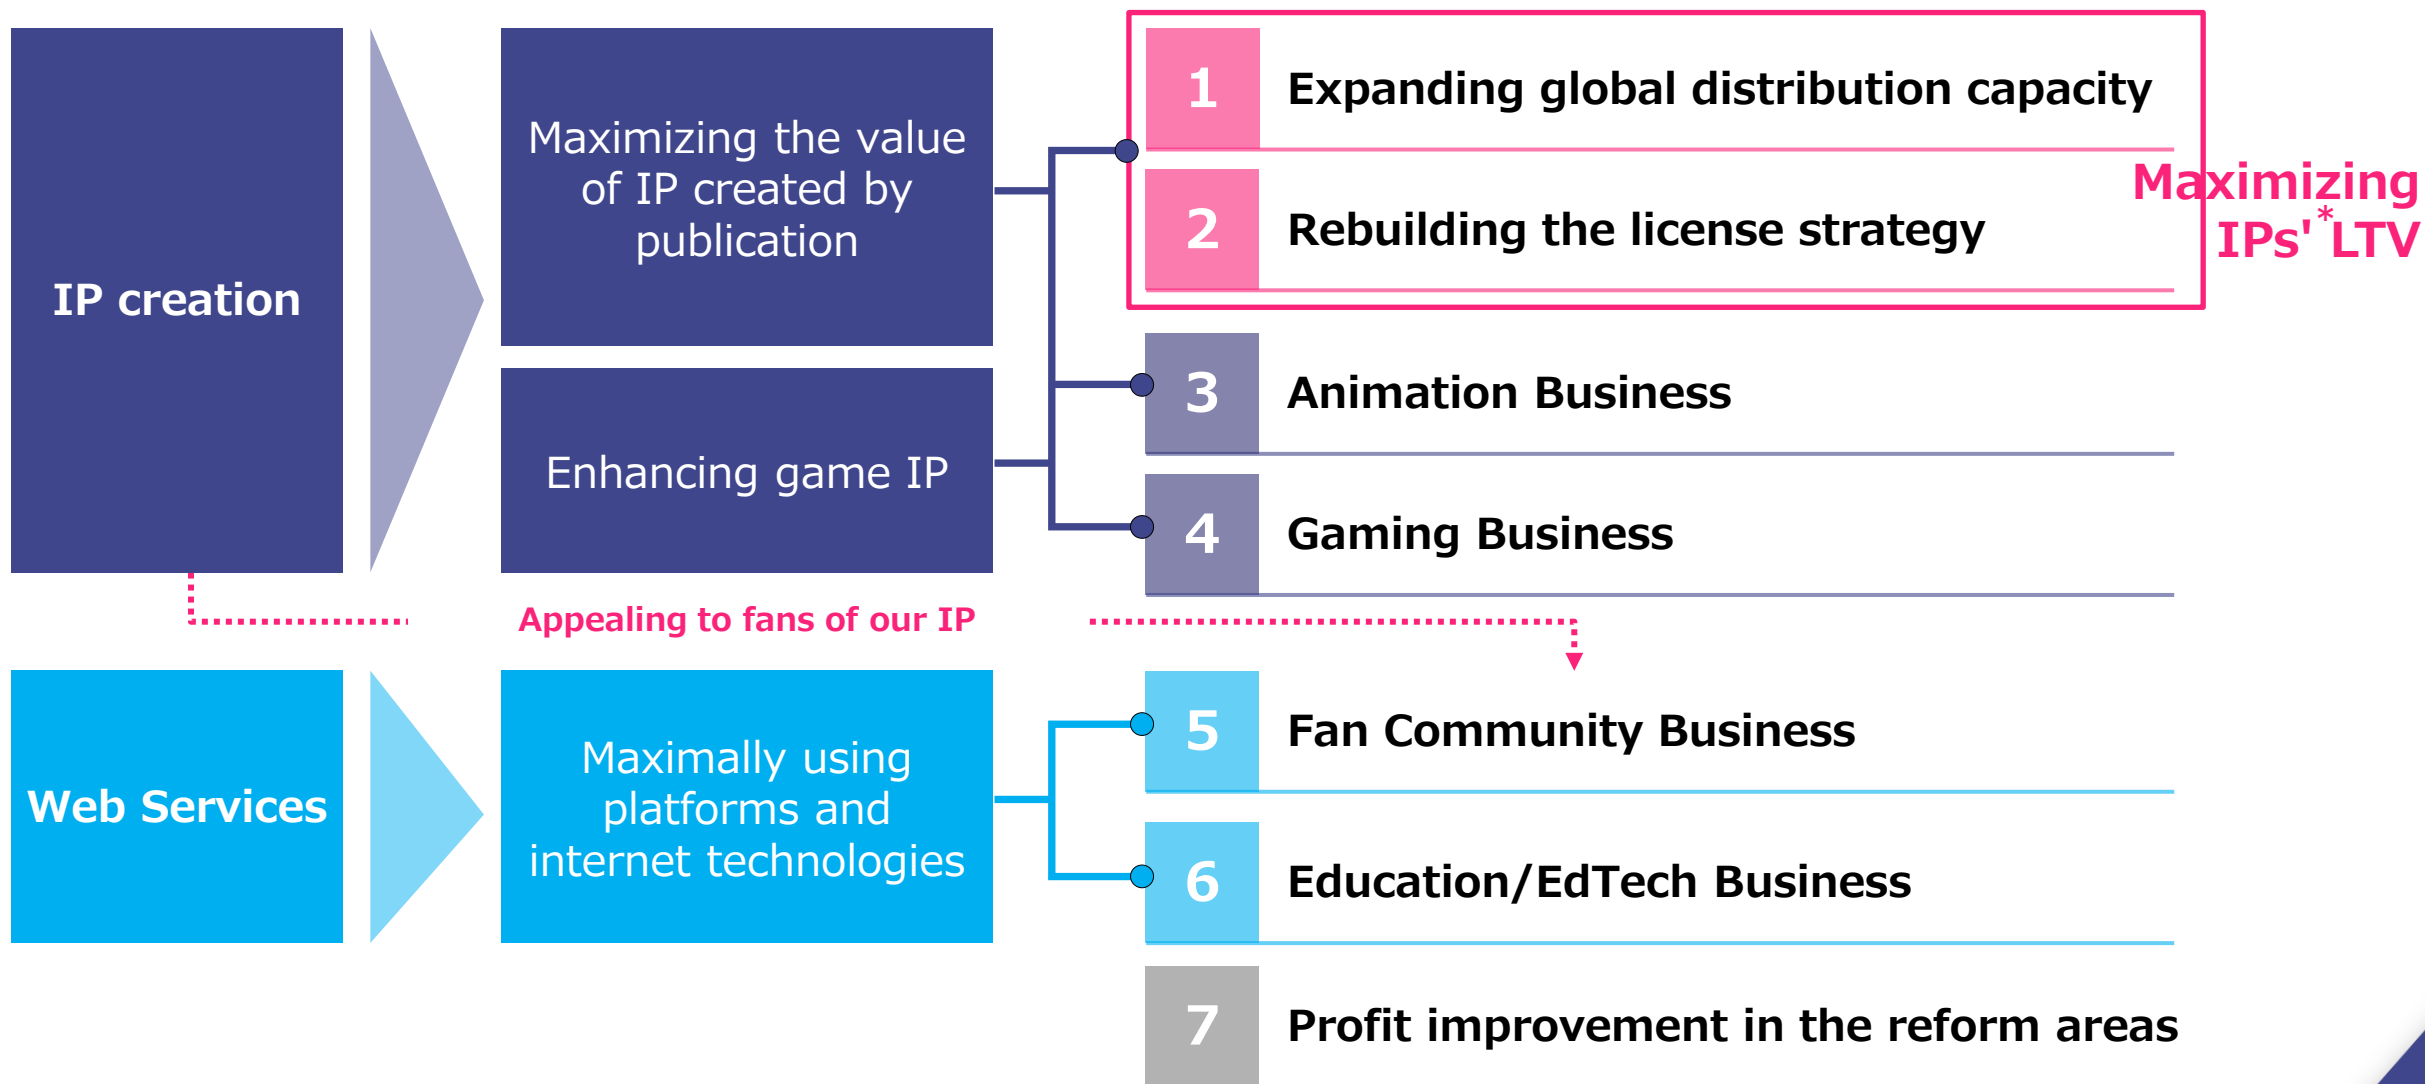 IP creation
Maximizing the value
of IP created by
publication
Enhancing game IP
1
Expanding global distribution capacity
2
Rebuilding the license strategy
Maximizing
IPs'* LTV
3
Animation Business
4
Gaming Business
Appealing to fans of our IP
Web Services
Maximally using
platforms and
internet technologies
5
Fan Community Business
6
Education/EdTech Business
7
Profit improvement in the reform areas